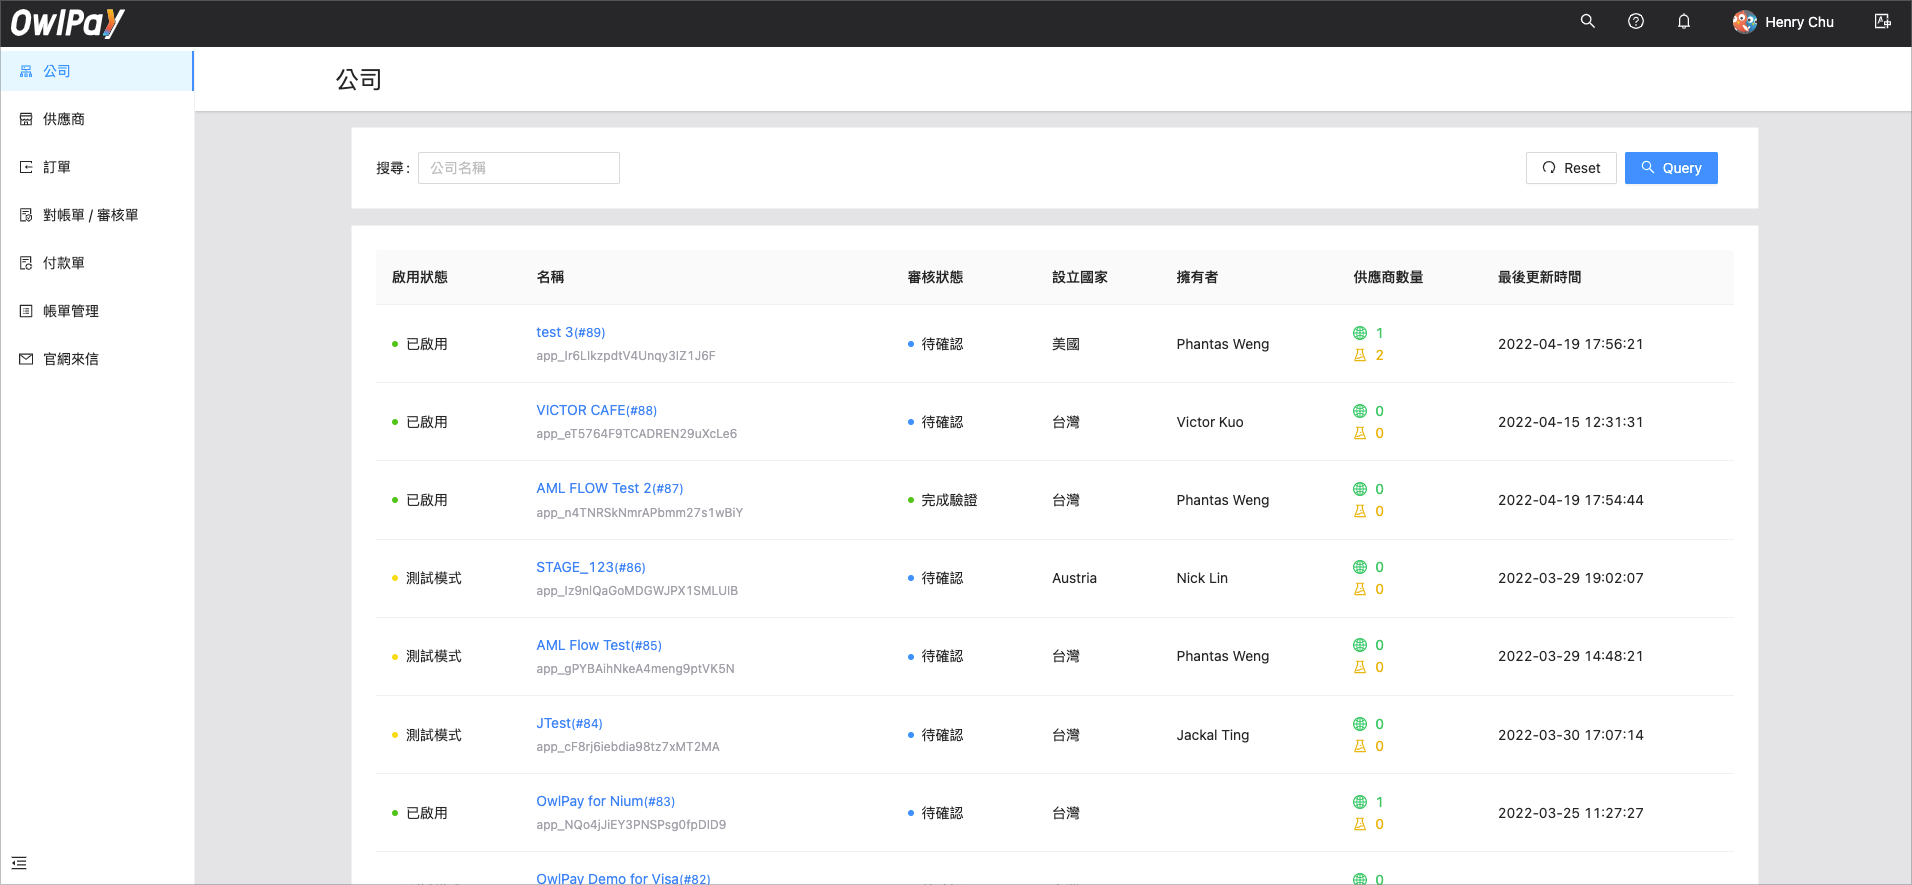 OwlPay
Henry Chu
公司
供應商
訂單
對帳單 / 審核單
付款單
帳單管理
官網來信
公司
搜尋: 公司名稱
Reset Query
啟用狀態 名稱 審核狀態 設立國家 擁有者 供應商數量 最後更新時間
test 3(#89) 1
已啟用 待確認 美國 Phantas Weng 2022-04-19 17:56:21
app_Ir6LIkzpdtV4Unqy3IZ1J6F 2
VICTOR CAFE(#88) 0
已啟用 待確認 台灣 Victor Kuo 2022-04-15 12:31:31
app_eT5764F9TCADREN29uXcLe6 0
AML FLOW Test 2(#87) 0
已啟用 完成驗證 台灣 Phantas Weng 2022-04-19 17:54:44
app_n4TNRSkNmrAPbmm27s1wBiY 0
STAGE_123(#86) 0
測試模式 待確認 Austria Nick Lin 2022-03-29 19:02:07
app_Iz9nIQaGoMDGWJPX1SMLUIB 0
AML Flow Test(#85) 0
測試模式 待確認 台灣 Phantas Weng 2022-03-29 14:48:21
app_gPYBAihNkeA4meng9ptVK5N 0
JTest(#84) 0
測試模式 待確認 台灣 Jackal Ting 2022-03-30 17:07:14
app_cF8rj6iebdia98tz7xMT2MA 0
OwlPay for Nium(#83) 1
已啟用 待確認 台灣 2022-03-25 11:27:27
app_NQo4jJiEY3PNSPsg0fpDID9 0
OwlPay Demo for Visa(#82) 0